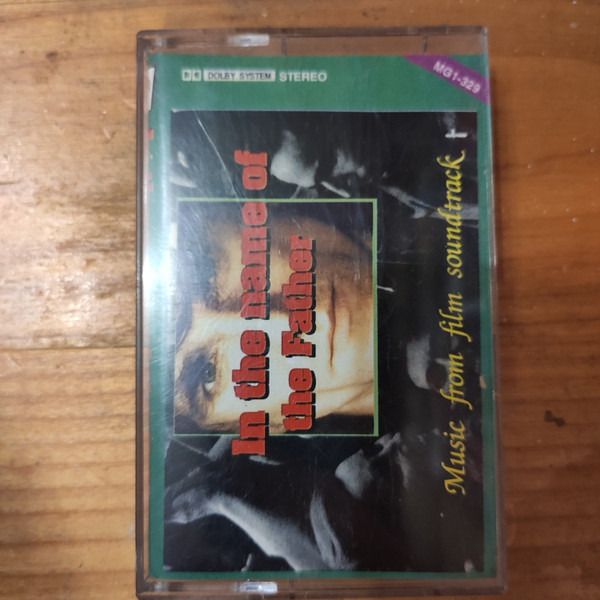 DOLBY SYSTEM STEREO
MG1-329
In the name of
the Father
Music from film soundtrack